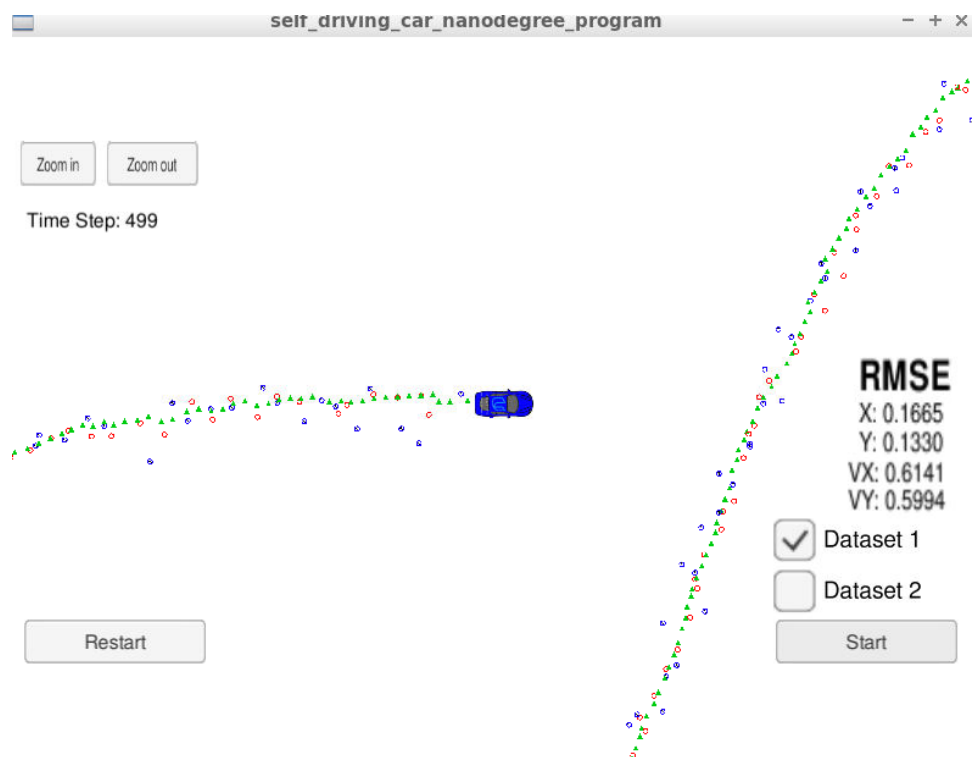 self_driving_car_nanodegree_program
Zoom in
Zoom out
Time Step: 499
RMSE
X: 0.1665
Y: 0.1330
VX: 0.6141
VY: 0.5994
Dataset 1
Dataset 2
Restart
Start